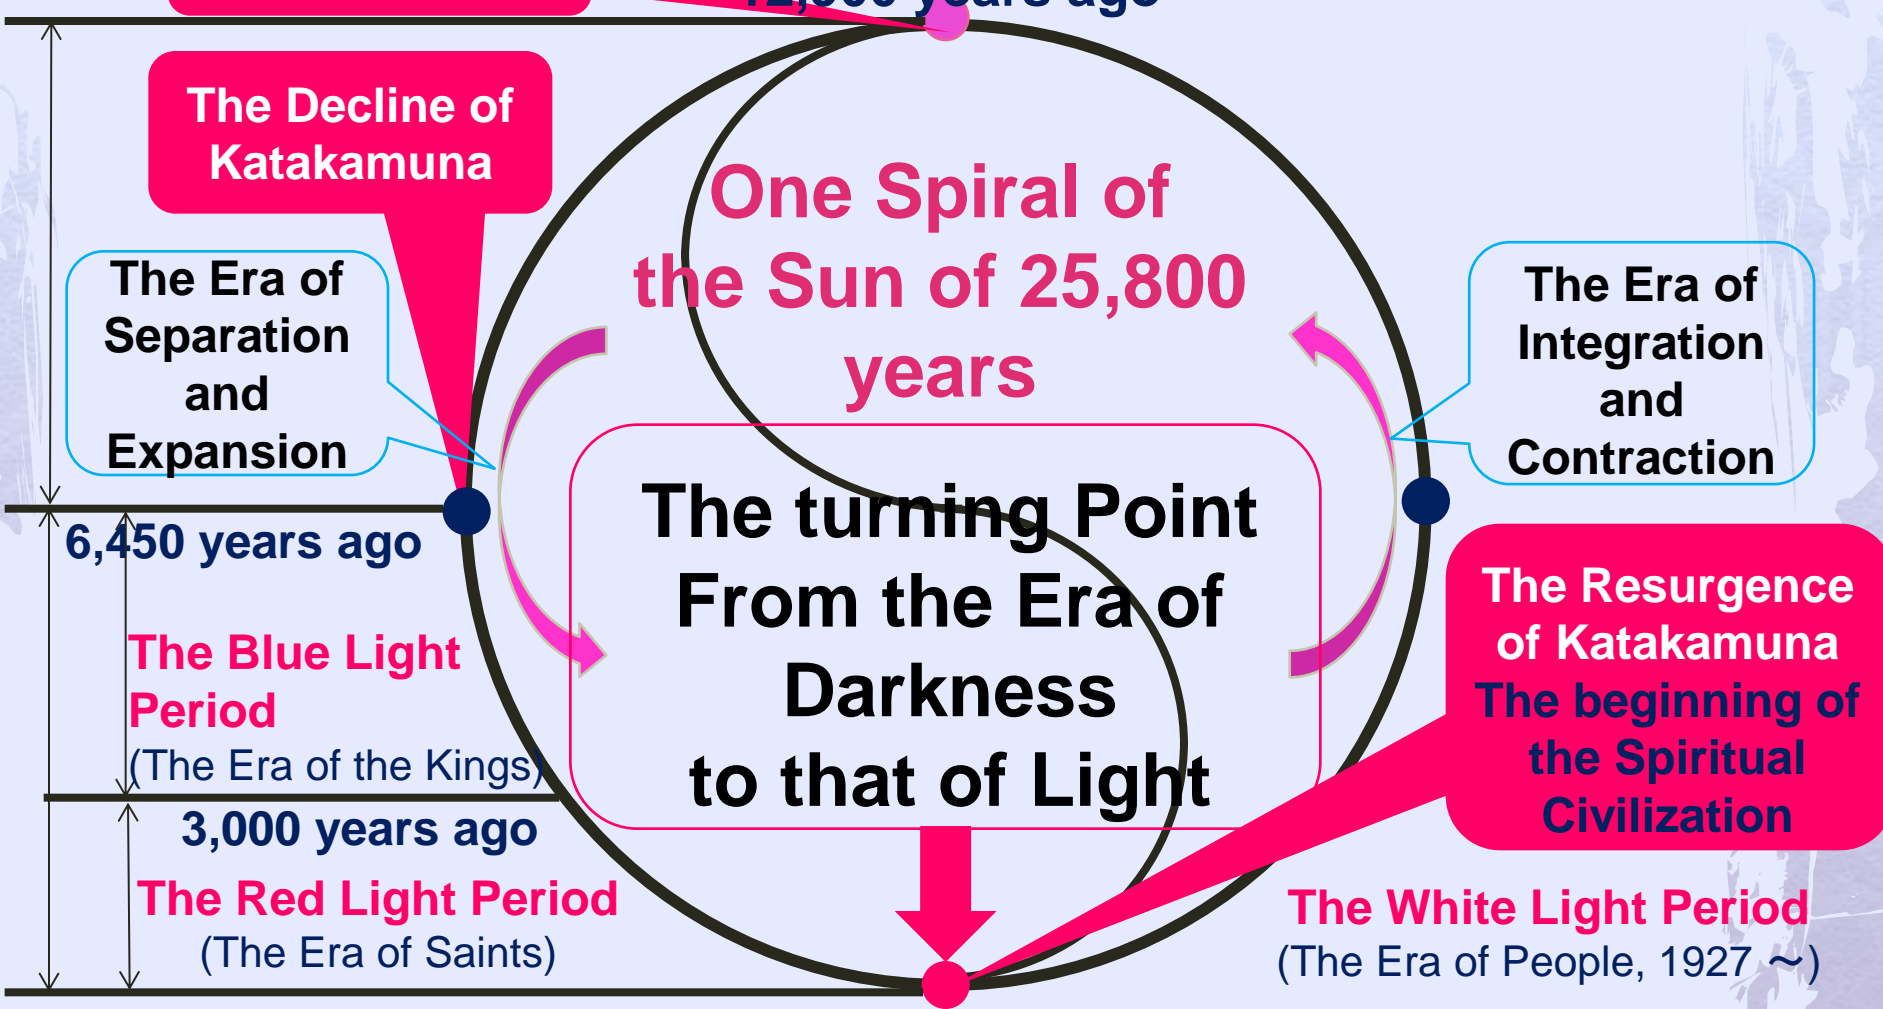 years ago
The Decline of
Katakamuna
One Spiral of
the Sun of 25,800
years
The Era of
Separation
and
Expansion
The Era of
Integration
and
Contraction
The turning Point
From the Era of
Darkness
to that of Light
6,450 years ago
The Blue Light
Period
(The Era of the Kings)
3,000 years ago
The Red Light Period
(The Era of Saints)
The Resurgence
of Katakamuna
The beginning of
the Spiritual
Civilization
The White Light Period
(The Era of People, 1927 ～)